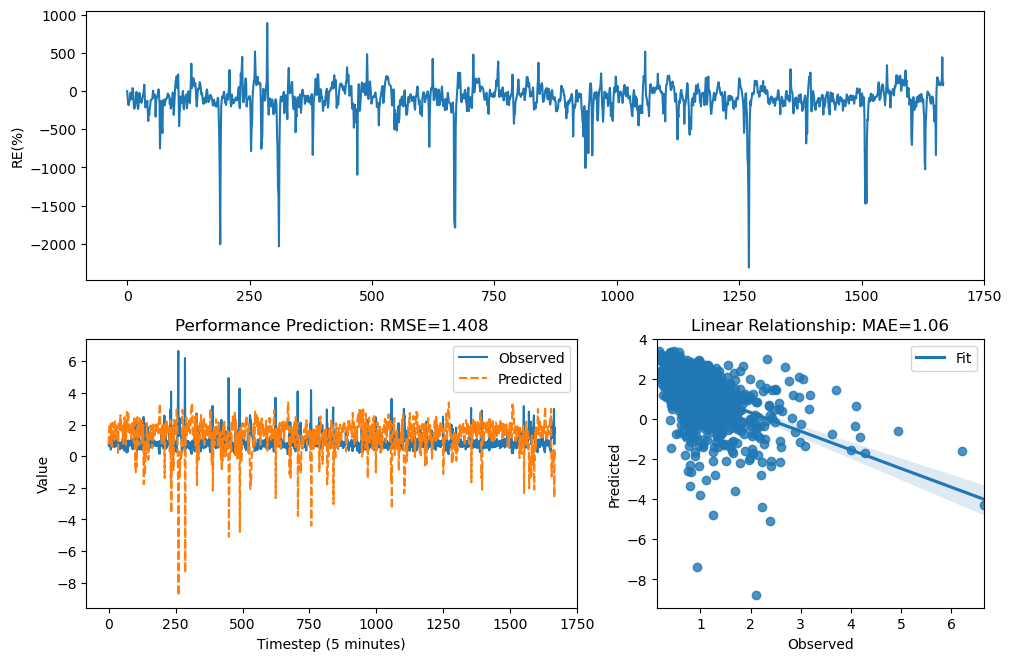 1000
500
0
−500
−1000
−1500
−2000
RE(%)
0 250 500 750 1000 1250 1500 1750
Performance Prediction: RMSE=1.408
Observed
Predicted
6
4
2
0
−2
−4
−6
−8
Value
0 250 500 750 1000 1250 1500 1750
Timestep (5 minutes)
Linear Relationship: MAE=1.06
Fit
4
2
0
−2
−4
−6
−8
Predicted
1 2 3 4 5 6
Observed